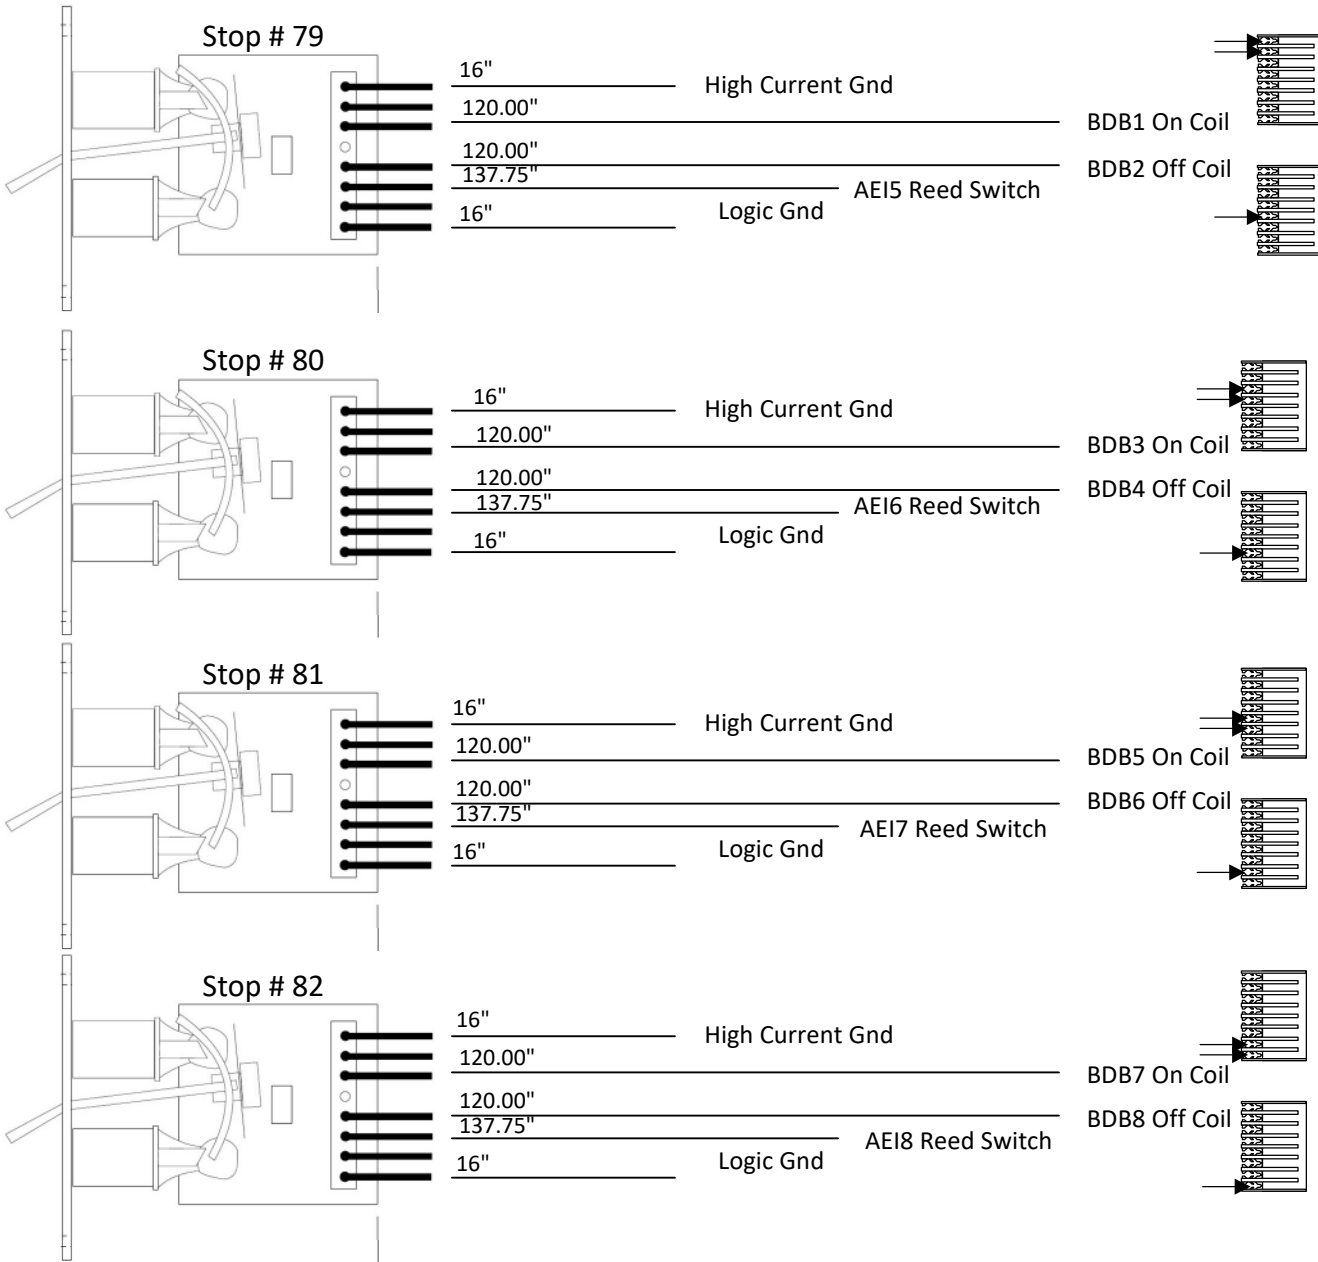 Stop # 79
16"
High Current Gnd
120.00"
BDB1 On Coil
120.00"
BDB2 Off Coil
137.75"
AEI5 Reed Switch
Logic Gnd
16"
Stop # 80
16"
High Current Gnd
120.00"
BDB3 On Coil
120.00"
BDB4 Off Coil
137.75"
AEI6 Reed Switch
Logic Gnd
16"
Stop # 81
16"
High Current Gnd
120.00"
BDB5 On Coil
120.00"
BDB6 Off Coil
137.75"
AEI7 Reed Switch
Logic Gnd
16"
Stop # 82
16"
High Current Gnd
120.00"
BDB7 On Coil
120.00"
BDB8 Off Coil
137.75"
AEI8 Reed Switch
Logic Gnd
16"